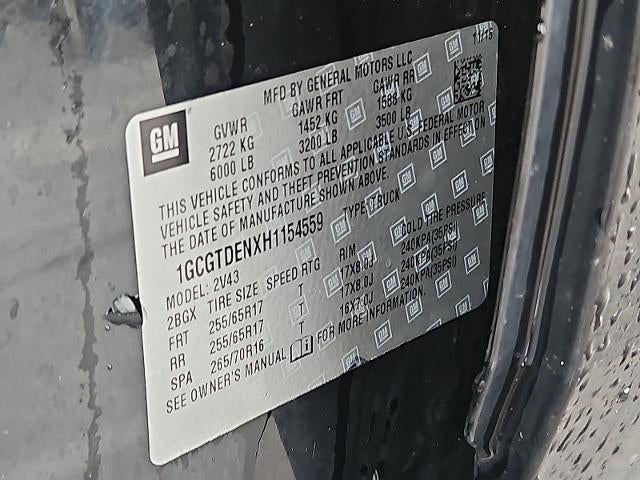 GM
MFD BY GENERAL MOTORS LLC 11/16
GVWR GAWR FRT GAWR RR
2722 KG 1452 KG 1588 KG
6000 LB 3200 LB 3500 LB
THIS VEHICLE CONFORMS TO ALL APPLICABLE U.S. FEDERAL MOTOR
VEHICLE SAFETY AND THEFT PREVENTION STANDARDS IN EFFECT ON
THE DATE OF MANUFACTURE SHOWN ABOVE.
1GCGTDENXH1154559 TYPE: TRUCK
MODEL: 2V43
2BGX TIRE SIZE SPEED RTG RIM COLD TIRE PRESSURE
FRT 255/65R17 T 17X8.0J 240KPA(35PSI)
RR 255/65R17 T 17X8.0J 240KPA(35PSI)
SPA 265/70R16 T 16X7.0J 240KPA(35PSI)
SEE OWNER'S MANUAL FOR MORE INFORMATION.